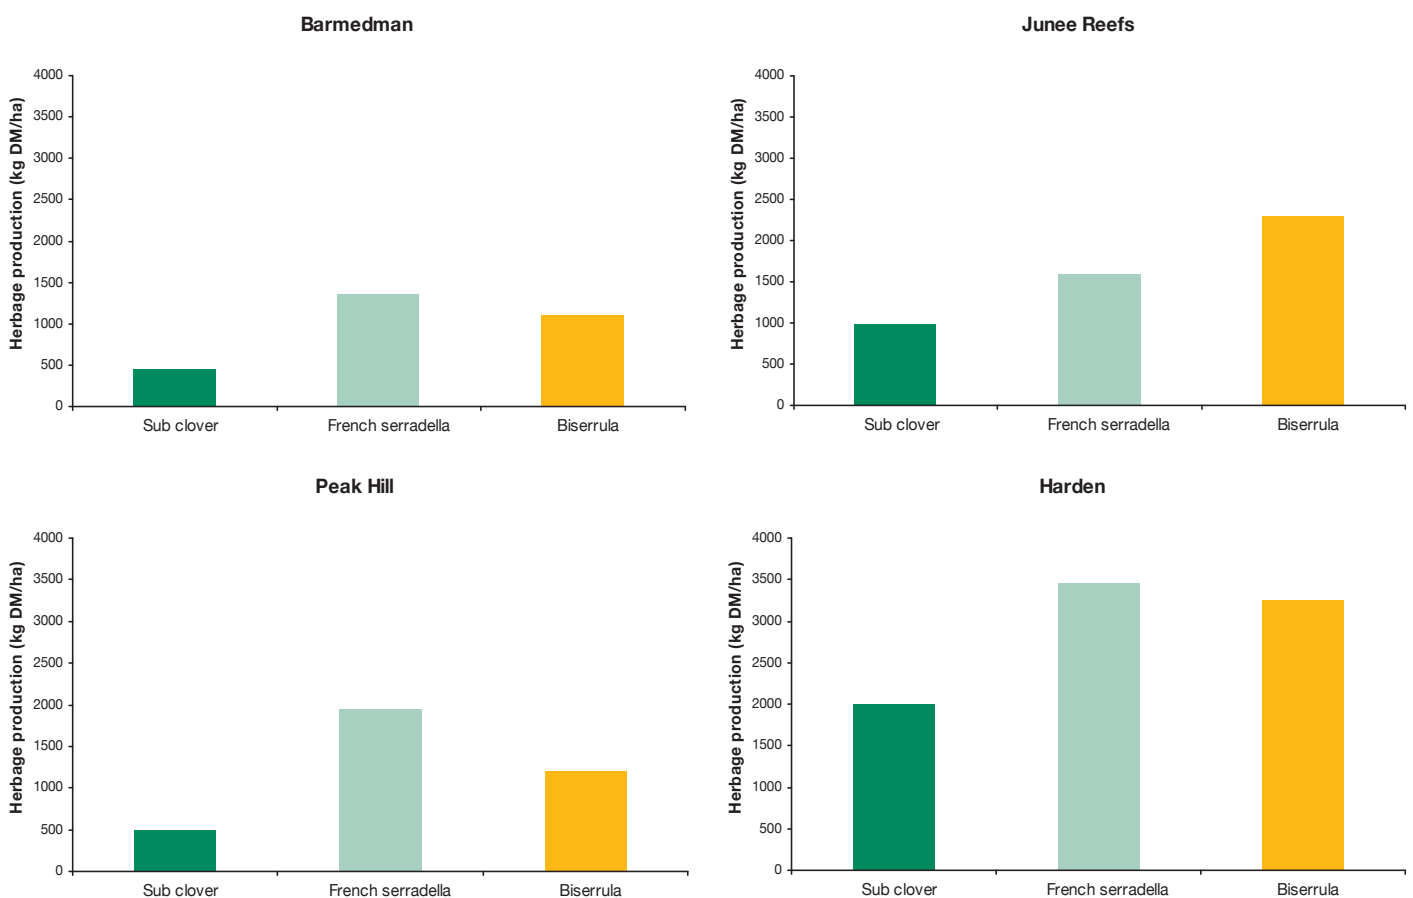 Barmedman
Herbage production (kg DM/ha)
4000
3500
3000
2500
2000
1500
1000
500
0
Sub clover
French serradella
Biserrula
Junee Reefs
Herbage production (kg DM/ha)
4000
3500
3000
2500
2000
1500
1000
500
0
Sub clover
French serradella
Biserrula
Peak Hill
Herbage production (kg DM/ha)
4000
3500
3000
2500
2000
1500
1000
500
0
Sub clover
French serradella
Biserrula
Harden
Herbage production (kg DM/ha)
4000
3500
3000
2500
2000
1500
1000
500
0
Sub clover
French serradella
Biserrula